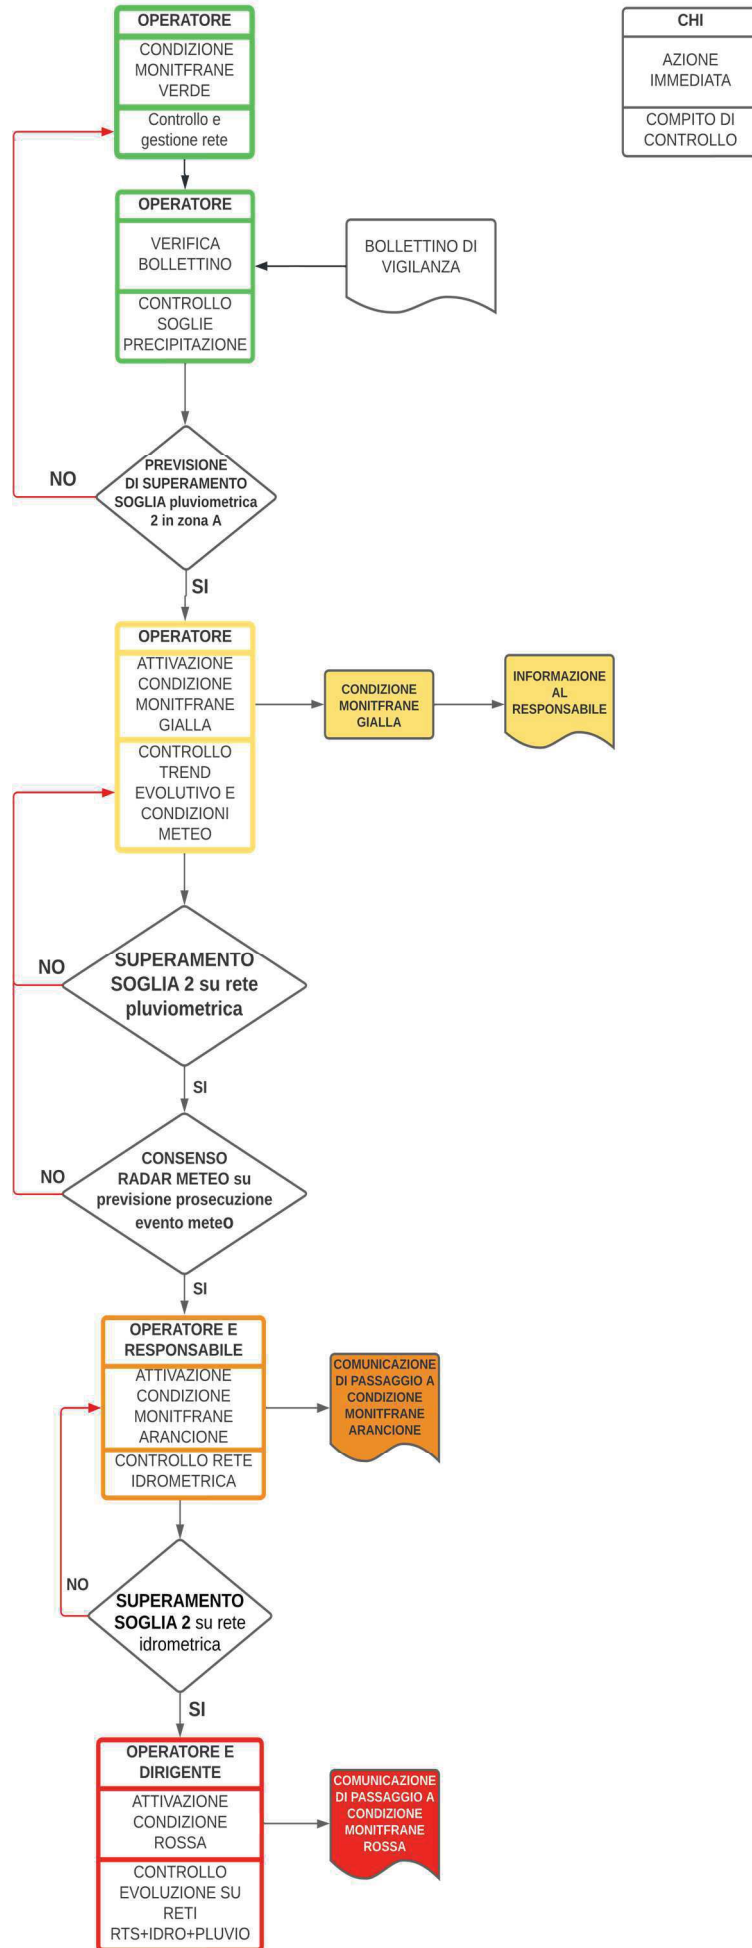 OPERATORE
CONDIZIONE
MONITFRANE
VERDE
Controllo e
gestione rete
CHI
AZIONE
IMMEDIATA
COMPITO DI
CONTROLLO
OPERATORE
VERIFICA
BOLLETTINO
CONTROLLO
SOGLIE
PRECIPITAZIONE
BOLLETTINO DI
VIGILANZA
PREVISIONE
DI SUPERAMENTO
SOGLIA pluviometrica
2 in zona A
NO
SI
OPERATORE
ATTIVAZIONE
CONDIZIONE
MONITFRANE
GIALLA
CONTROLLO
TREND
EVOLUTIVO E
CONDIZIONI
METEO
CONDIZIONE
MONITFRANE
GIALLA
INFORMAZIONE
AL
RESPONSABILE
SUPERAMENTO
SOGLIA 2 su rete
pluviometrica
NO
SI
CONSENSO
RADAR METEO su
previsione prosecuzione
evento meteo
NO
SI
OPERATORE E
RESPONSABILE
ATTIVAZIONE
CONDIZIONE
MONITFRANE
ARANCIONE
CONTROLLO RETE
IDROMETRICA
COMUNICAZIONE
DI PASSAGGIO A
CONDIZIONE
MONITFRANE
ARANCIONE
NO
SUPERAMENTO
SOGLIA 2 su rete
idrometrica
SI
OPERATORE E
DIRIGENTE
ATTIVAZIONE
CONDIZIONE
ROSSA
CONTROLLO
EVOLUZIONE SU
RETI
RTS+IDRO+PLUVIO
COMUNICAZIONE
DI PASSAGGIO A
CONDIZIONE
MONITFRANE
ROSSA